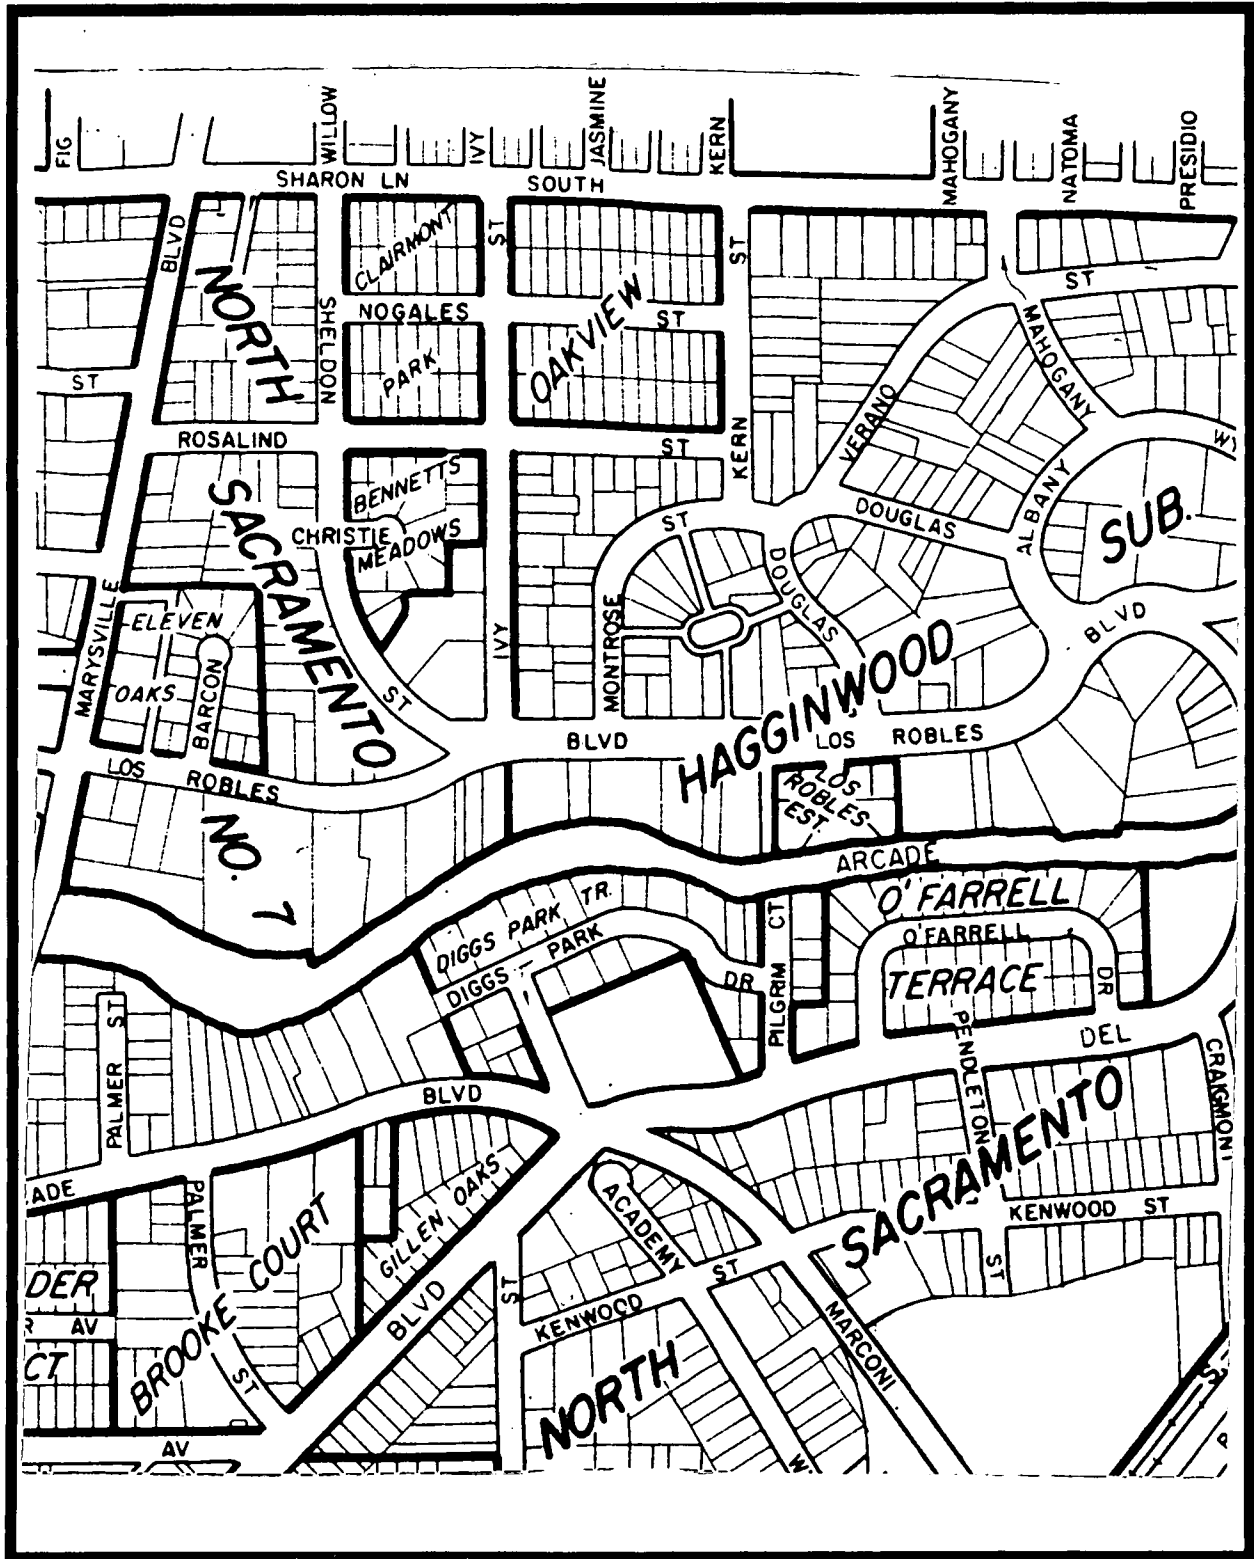 FIG
WILLOW
IVY
JASMINE
KERN
MAHOGANY
NATOMA
PRESIDIO
SHARON LN
SOUTH
BLVD
NORTH
SHELDON
CLAIRMONT
ST
ST
ST
NOGALES
ST
OAKVIEW
PARK
MAHOGANY
ST
ROSALIND
ST
KERN
VERANO
BENNETTS
SACRAMENTO
CHRISTIE
MEADOWS
ST
DOUGLAS
ALBANY
SUB.
DOUGLAS
MARYSVILLE
ELEVEN
OAKS
BARCON
ST
IVY
MONTROSE
BLVD
HAGGINWOOD
BLVD
LOS ROBLES
LOS ROBLES
LOS
ROBLES
EST.
NO. 7
ARCADE
DIGGS PARK TR.
DIGGS PARK
DR
PILGRIM CT
O'FARRELL
O'FARRELL
TERRACE
DR
PALMER ST
BLVD
DEL
PENDLETON
CRAIGMONT
ADE
PALMER
BROOKE COURT
GILLEN OAKS
ACADEMY
SACRAMENTO
KENWOOD ST
ST
DER
AV
CT
ST
BLVD
ST
KENWOOD
ST
MARCONI
NORTH
AV